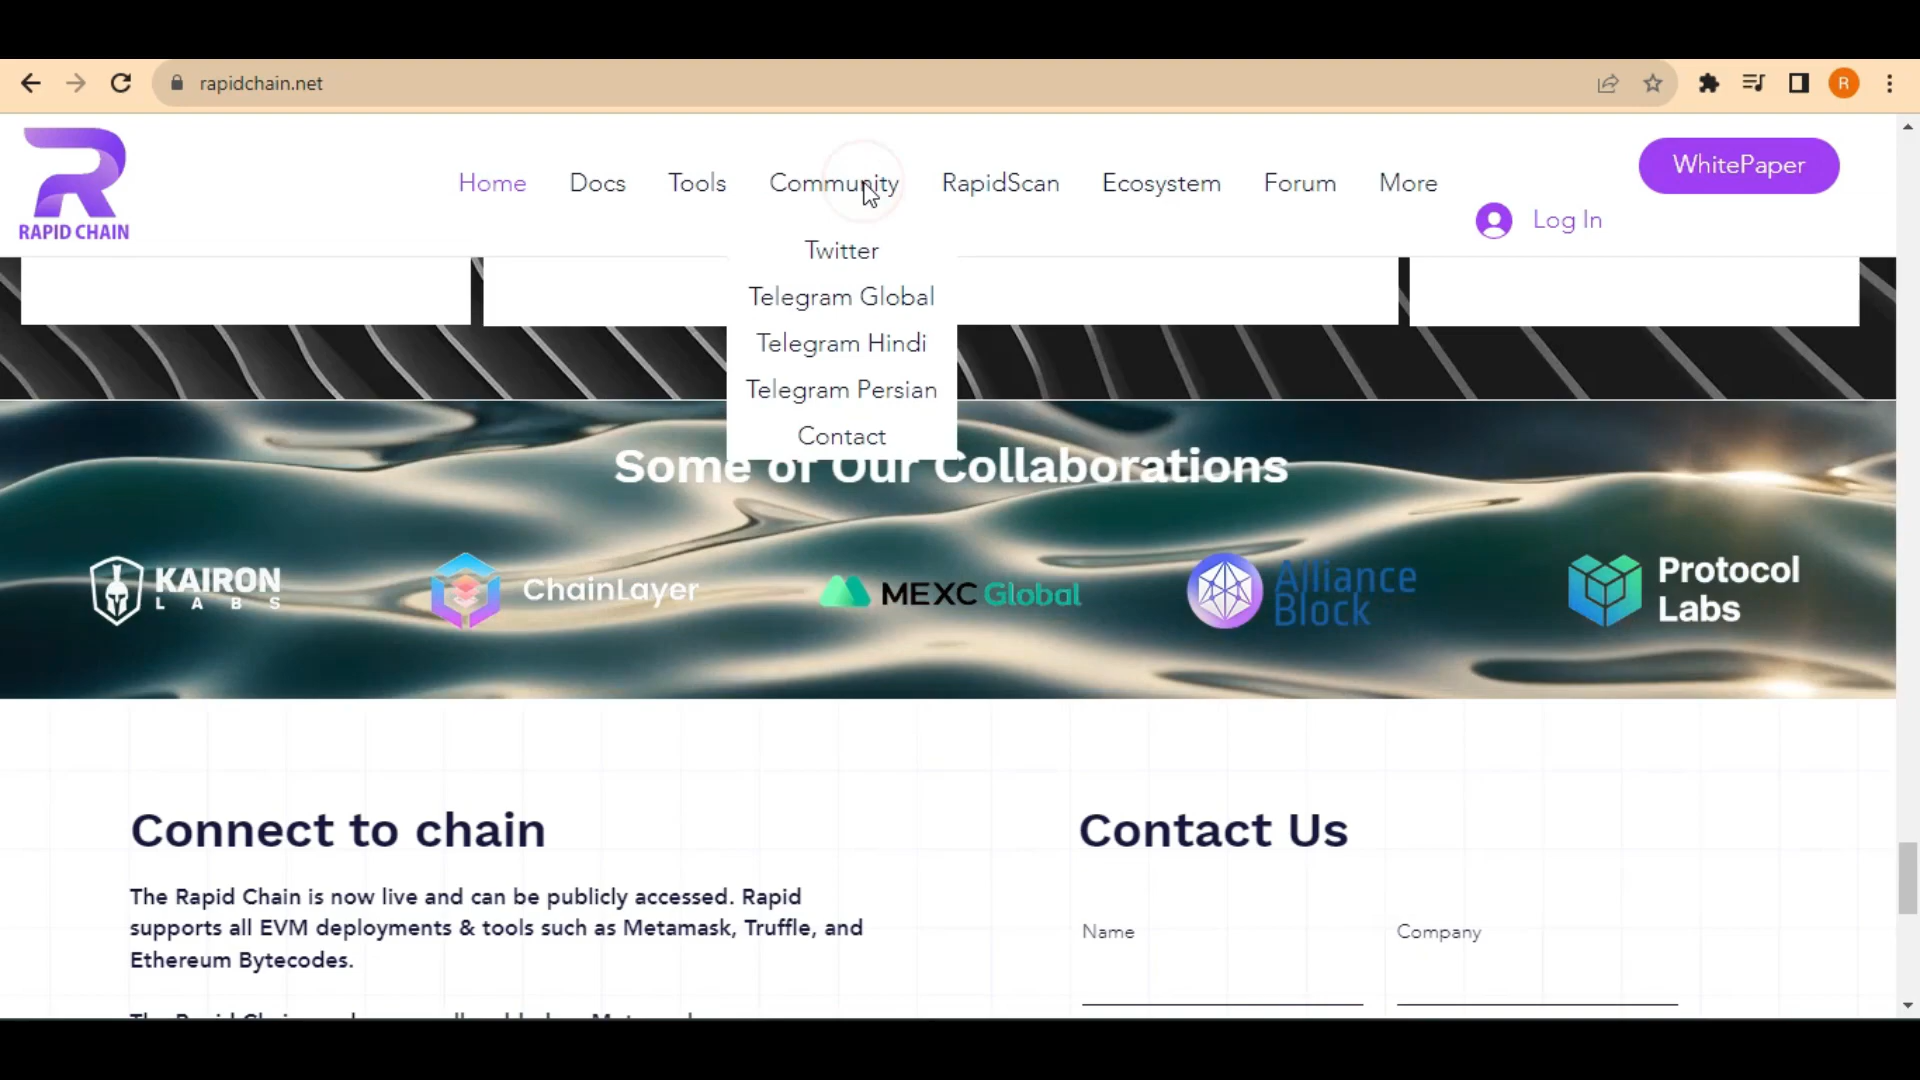 rapidchain.net
R
RAPID CHAIN
Home Docs Tools Community RapidScan Ecosystem Forum More
WhitePaper
Log In
Twitter
Telegram Global
Telegram Hindi
Telegram Persian
Contact
Some of Our Collaborations
KAIRON
LABS
ChainLayer
MEXC Global
Alliance
Block
Protocol
Labs
Connect to chain
The Rapid Chain is now live and can be publicly accessed. Rapid
supports all EVM deployments & tools such as Metamask, Truffle, and
Ethereum Bytecodes.
Contact Us
Name Company